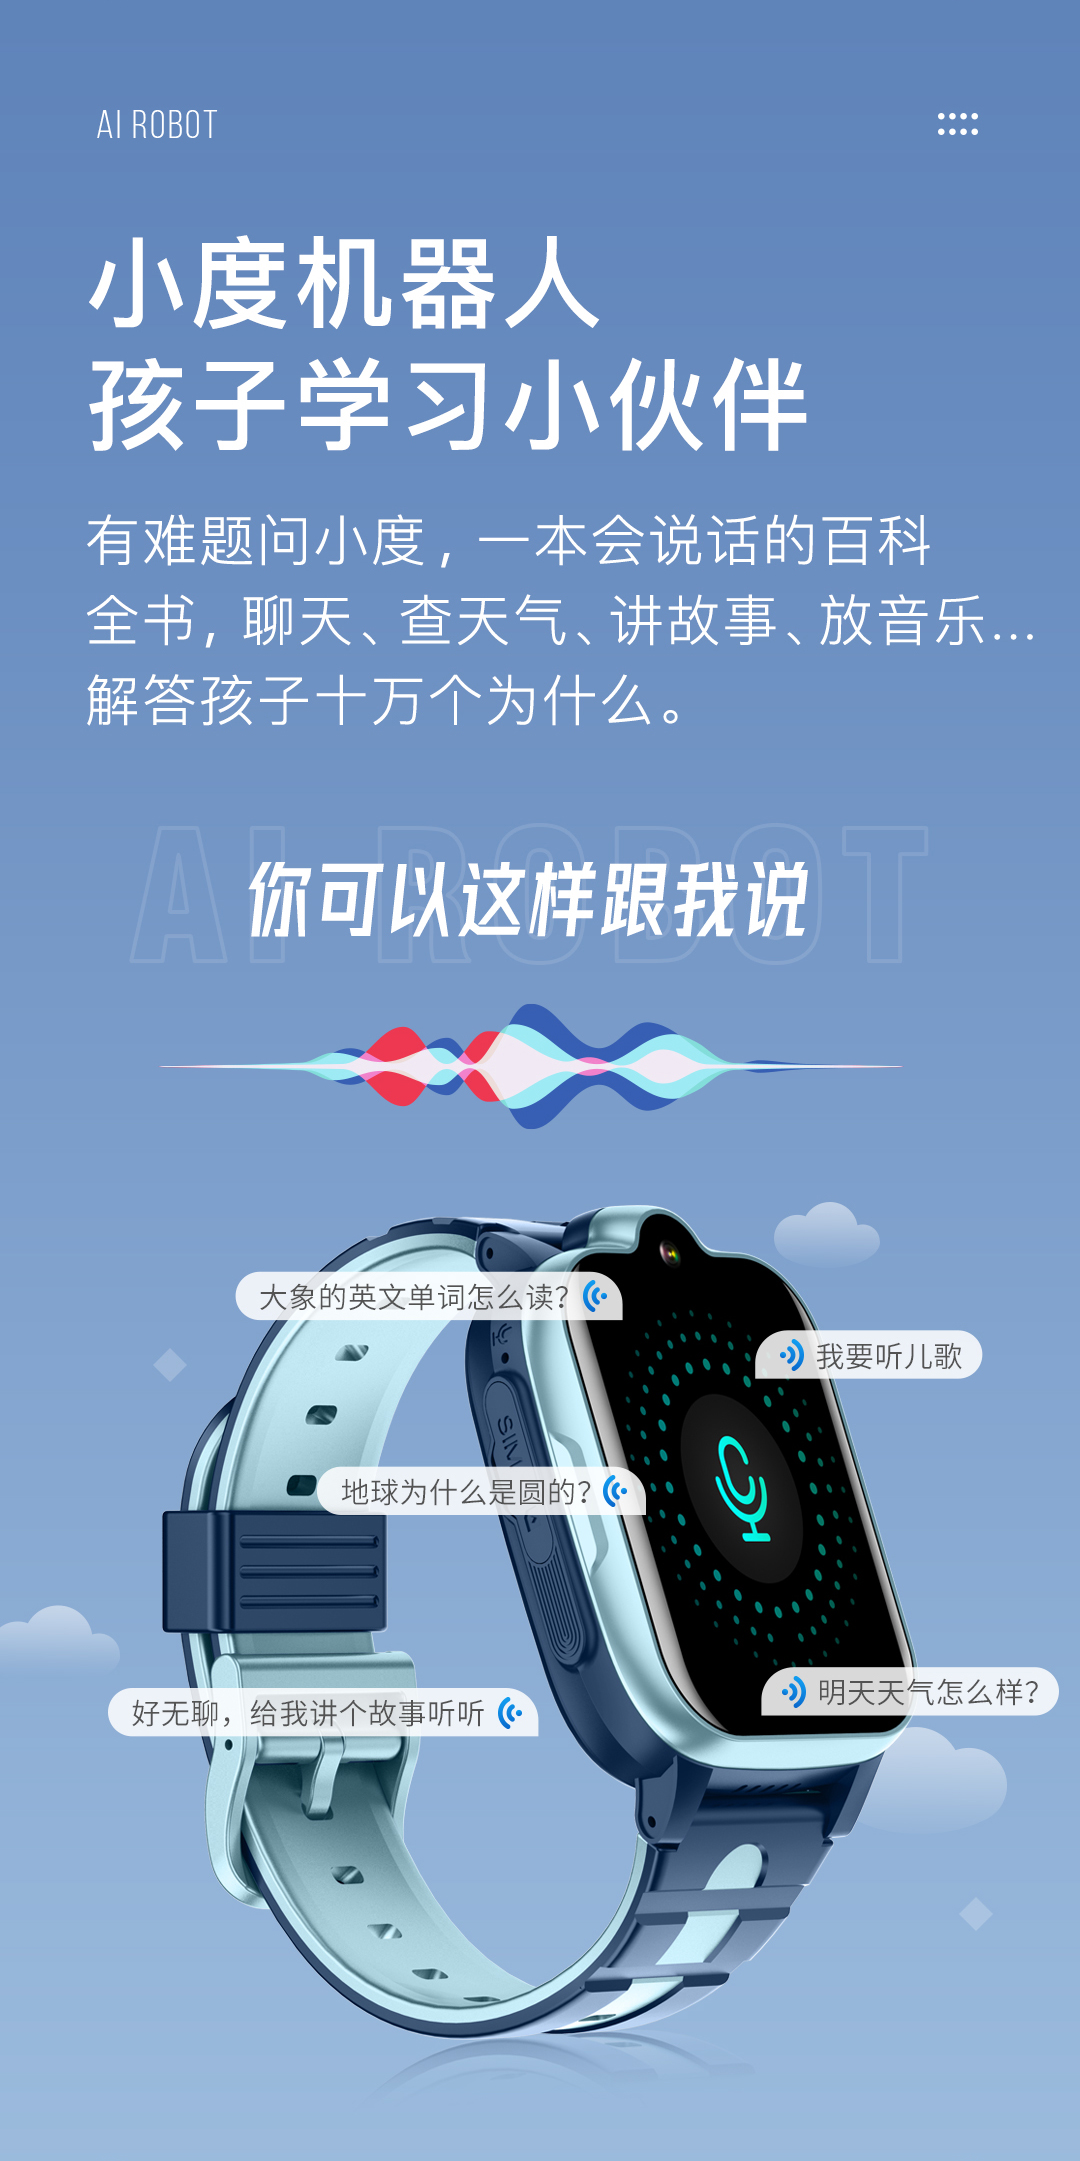 AI ROBOT
小度机器人
孩子学习小伙伴
有难题问小度，一本会说话的百科
全书，聊天、查天气、讲故事、放音乐...
解答孩子十万个为什么。
AI ROBOT
你可以这样跟我说
大象的英文单词怎么读?
我要听儿歌
SIM
地球为什么是圆的?
明天天气怎么样?
好无聊，给我讲个故事听听